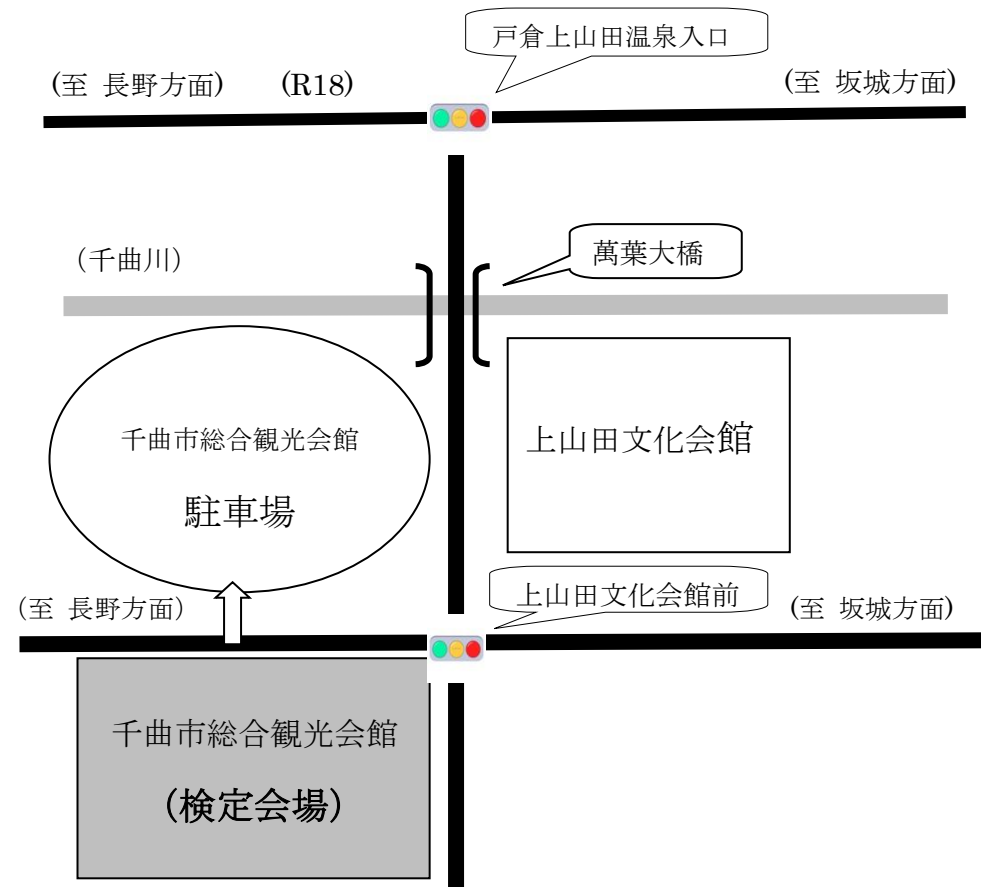 戸倉上山田温泉入口
(至 長野方面) (R18)
(至 坂城方面)
(千曲川)
萬葉大橋
千曲市総合観光会館
駐車場
上山田文化会館
(至 長野方面)
上山田文化会館前
(至 坂城方面)
千曲市総合観光会館
(検定会場)